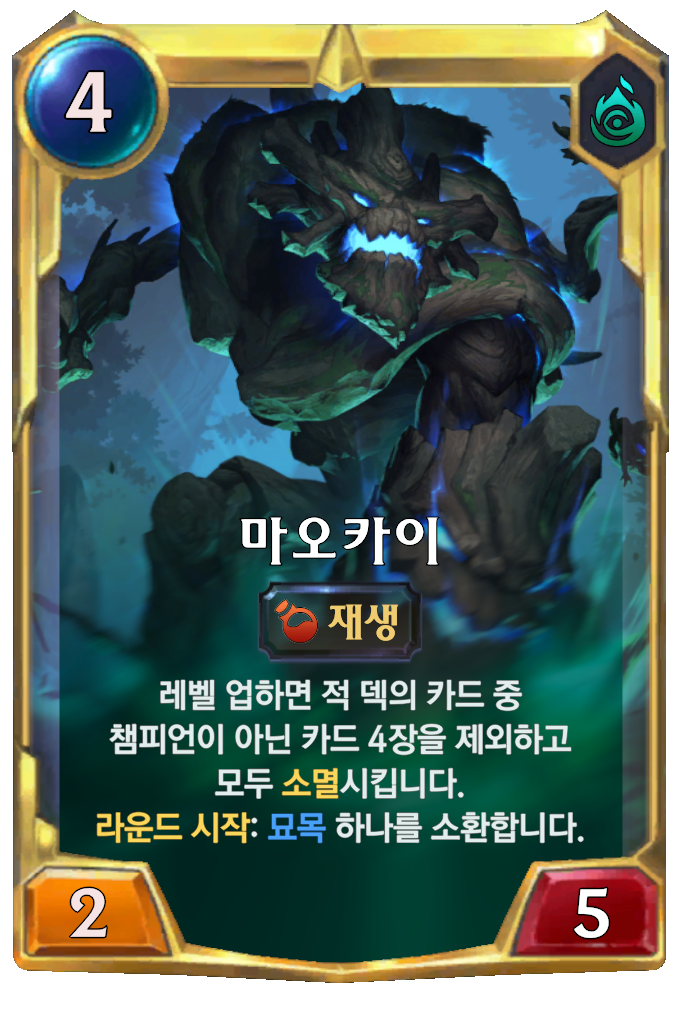 4
마오카이
재생
레벨 업하면 적 덱의 카드 중
챔피언이 아닌 카드 4장을 제외하고
모두 소멸시킵니다.
라운드 시작: 묘목 하나를 소환합니다.
2
5